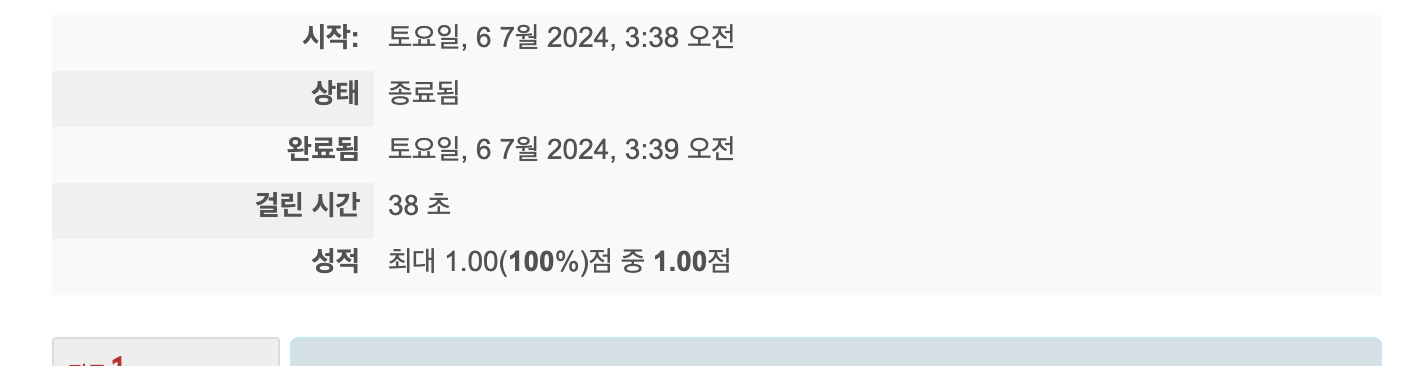 시작: 토요일, 6 7월 2024, 3:38 오전
상태 종료됨
완료됨 토요일, 6 7월 2024, 3:39 오전
걸린 시간 38 초
성적 최대 1.00(100%)점 중 1.00점
1